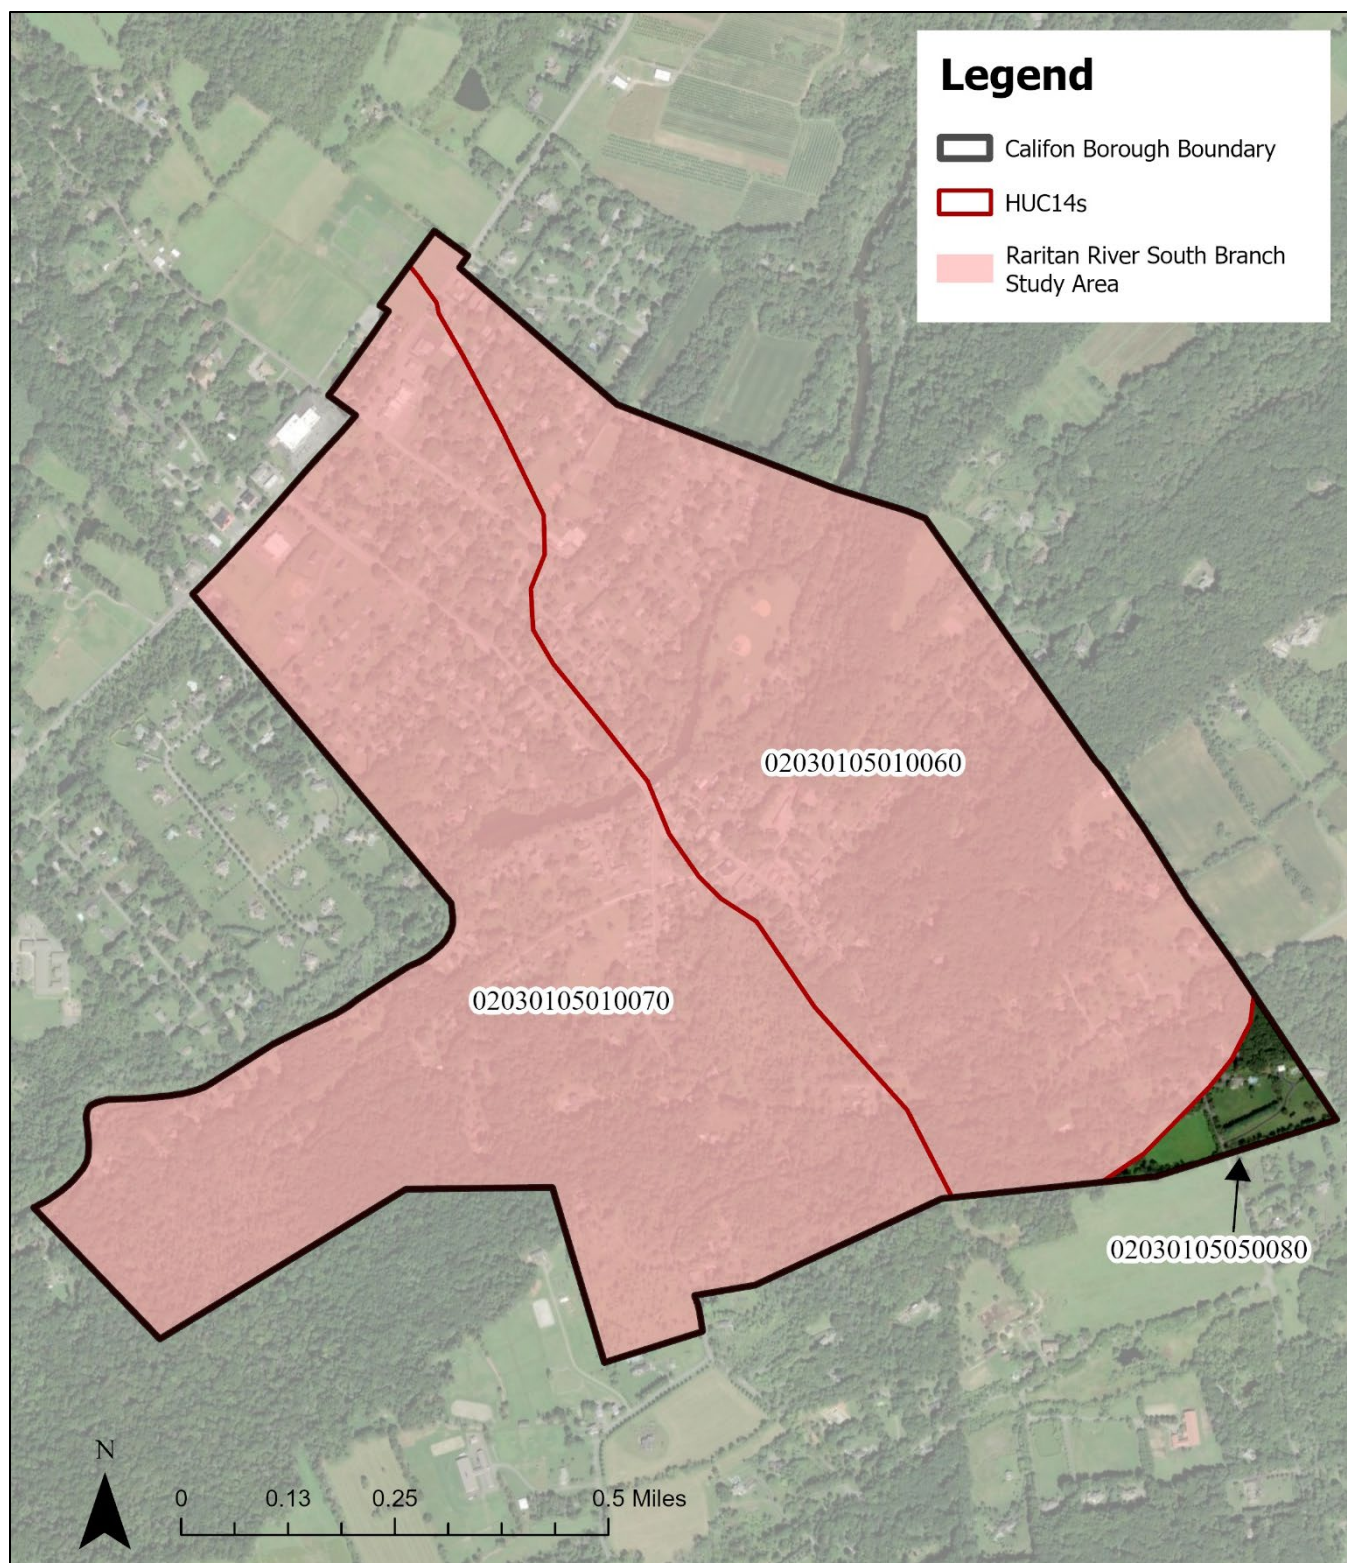 Legend
Califon Borough Boundary
HUC14s
Raritan River South Branch
Study Area
02030105010060
02030105010070
02030105050080
N
0 0.13 0.25 0.5 Miles